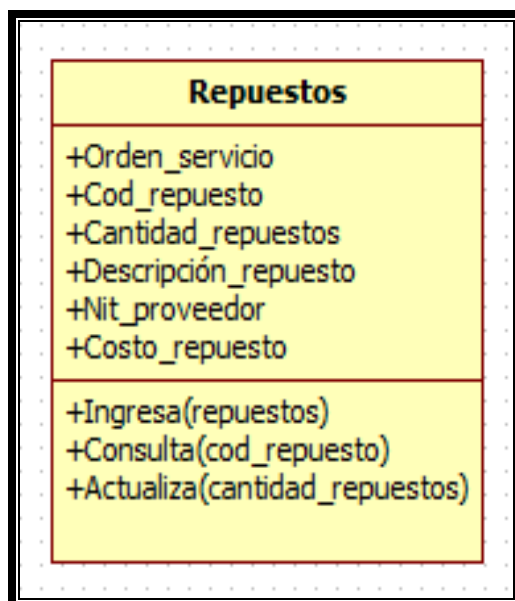 Repuestos
+Orden_servicio
+Cod_repuesto
+Cantidad_repuestos
+Descripción_repuesto
+Nit_proveedor
+Costo_repuesto
+Ingresa(repuestos)
+Consulta(cod_repuesto)
+Actualiza(cantidad_repuestos)